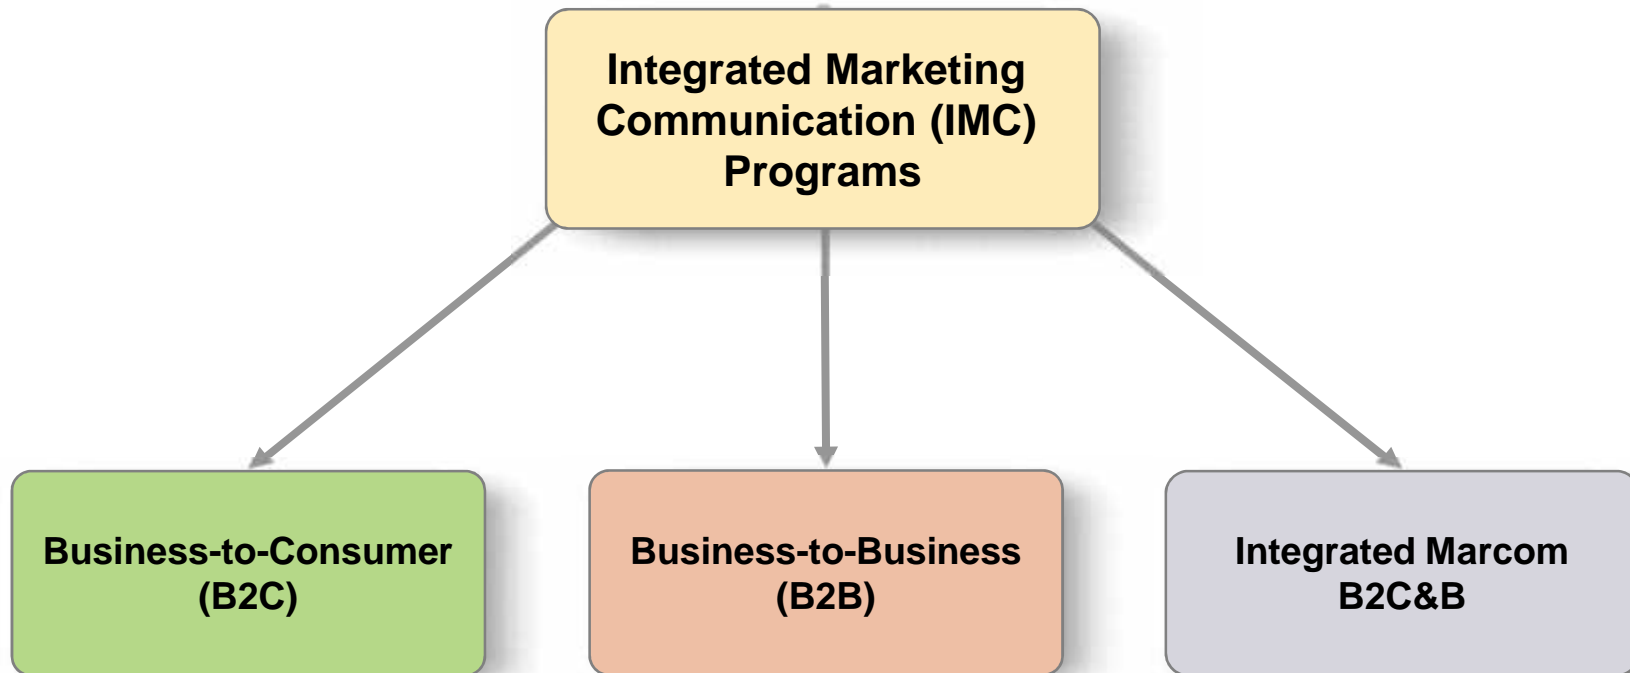 Integrated Marketing
Communication (IMC)
Programs
Business-to-Consumer
(B2C)
Business-to-Business
(B2B)
Integrated Marcom
B2C&B